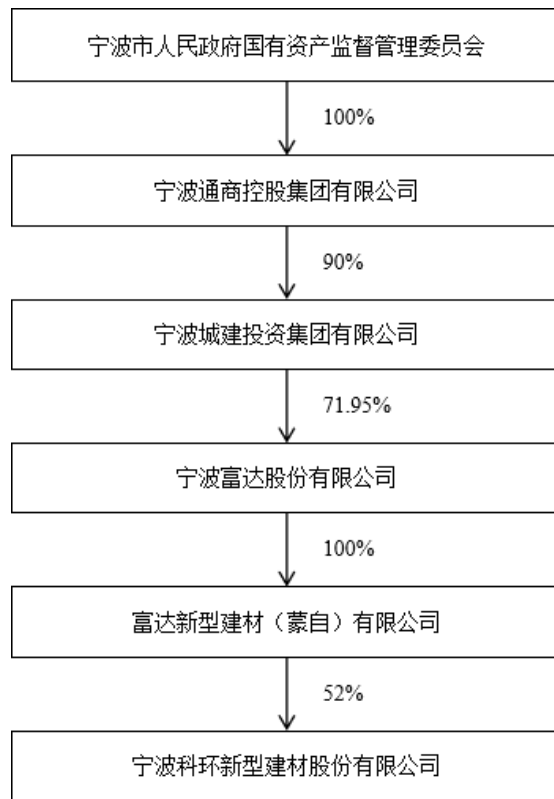 宁波市人民政府国有资产监督管理委员会
100%
宁波通商控股集团有限公司
90%
宁波城建投资集团有限公司
71.95%
宁波富达股份有限公司
100%
富达新型建材（蒙自）有限公司
52%
宁波科环新型建材股份有限公司